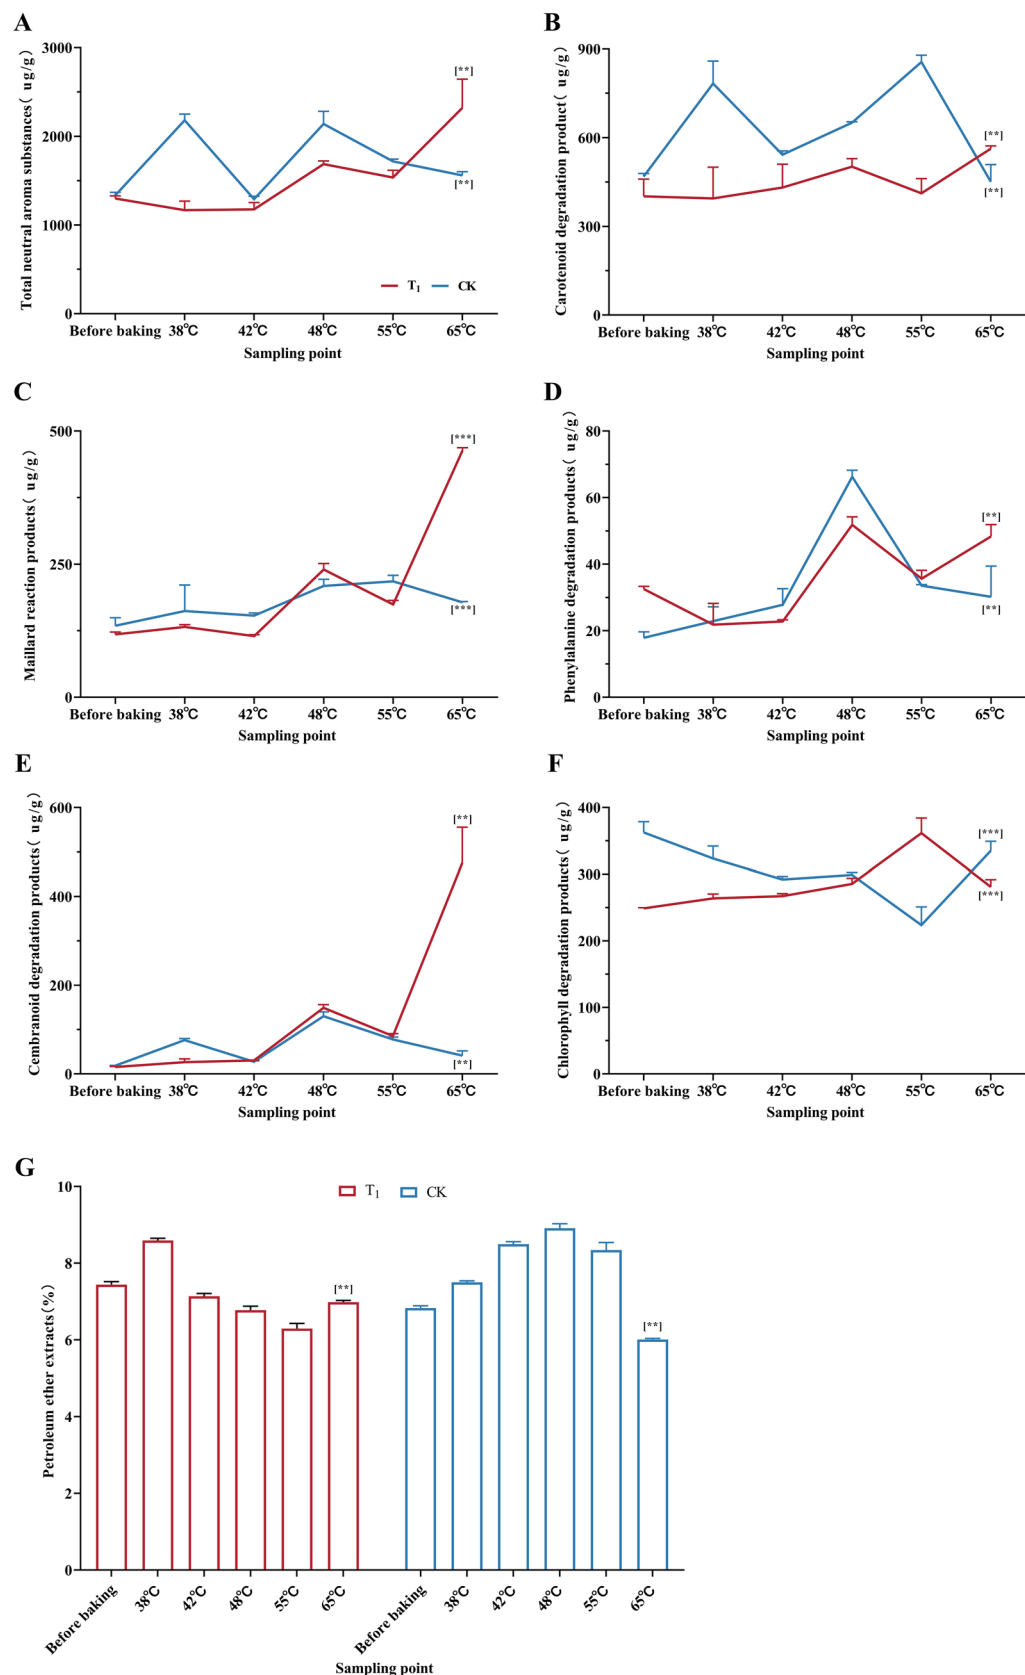 A
Total neutral aroma substances( ug/g)
3000
2000
1000
0
[**]
[**]
T1 CK
Before baking 38℃ 42℃ 48℃ 55℃ 65℃
Sampling point
B
Carotenoid degradation product( ug/g)
900
600
300
0
[**]
[**]
Before baking 38℃ 42℃ 48℃ 55℃ 65℃
Sampling point
C
Maillard reaction products( ug/g)
500
250
0
[***]
[***]
Before baking 38℃ 42℃ 48℃ 55℃ 65℃
Sampling point
D
Phenylalanine degradation products( ug/g)
80
60
40
20
0
[**]
[**]
Before baking 38℃ 42℃ 48℃ 55℃ 65℃
Sampling point
E
Cembranoid degradation products( ug/g)
600
400
200
0
[**]
[**]
Before baking 38℃ 42℃ 48℃ 55℃ 65℃
Sampling point
F
Chlorophyll degradation products( ug/g)
400
300
200
100
0
[***]
[***]
Before baking 38℃ 42℃ 48℃ 55℃ 65℃
Sampling point
G
Petroleum ether extracts(%)
10
8
6
4
2
0
T1 CK
[**]
[**]
Before baking 38℃ 42℃ 48℃ 55℃ 65℃ Before baking 38℃ 42℃ 48℃ 55℃ 65℃
Sampling point